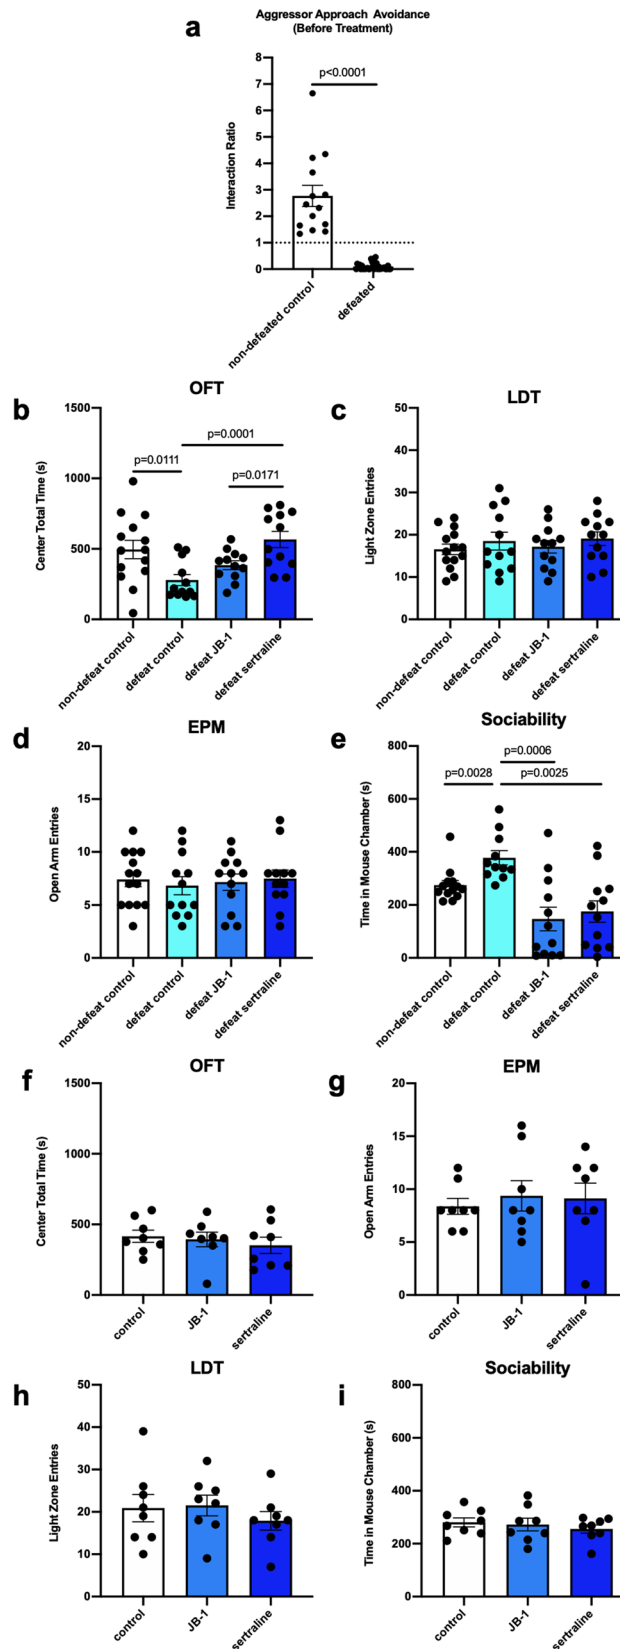 a
Aggressor Approach Avoidance
(Before Treatment)
8
7
6
5
4
3
2
1
0
Interaction Ratio
p<0.0001
non-defeated control
defeated
b
OFT
1500
1000
500
0
Center Total Time (s)
p=0.0001
p=0.0111
p=0.0171
non-defeat control
defeat control
defeat JB-1
defeat sertraline
c
LDT
50
40
30
20
10
0
Light Zone Entries
non-defeat control
defeat control
defeat JB-1
defeat sertraline
d
EPM
20
15
10
5
0
Open Arm Entries
non-defeat control
defeat control
defeat JB-1
defeat sertraline
e
Sociability
800
600
400
200
0
Time in Mouse Chamber (s)
p=0.0006
p=0.0028
p=0.0025
non-defeat control
defeat control
defeat JB-1
defeat sertraline
f
OFT
1500
1000
500
0
Center Total Time (s)
control
JB-1
sertraline
g
EPM
20
15
10
5
0
Open Arm Entries
control
JB-1
sertraline
h
LDT
50
40
30
20
10
0
Light Zone Entries
control
JB-1
sertraline
i
Sociability
800
600
400
200
0
Time in Mouse Chamber (s)
control
JB-1
sertraline